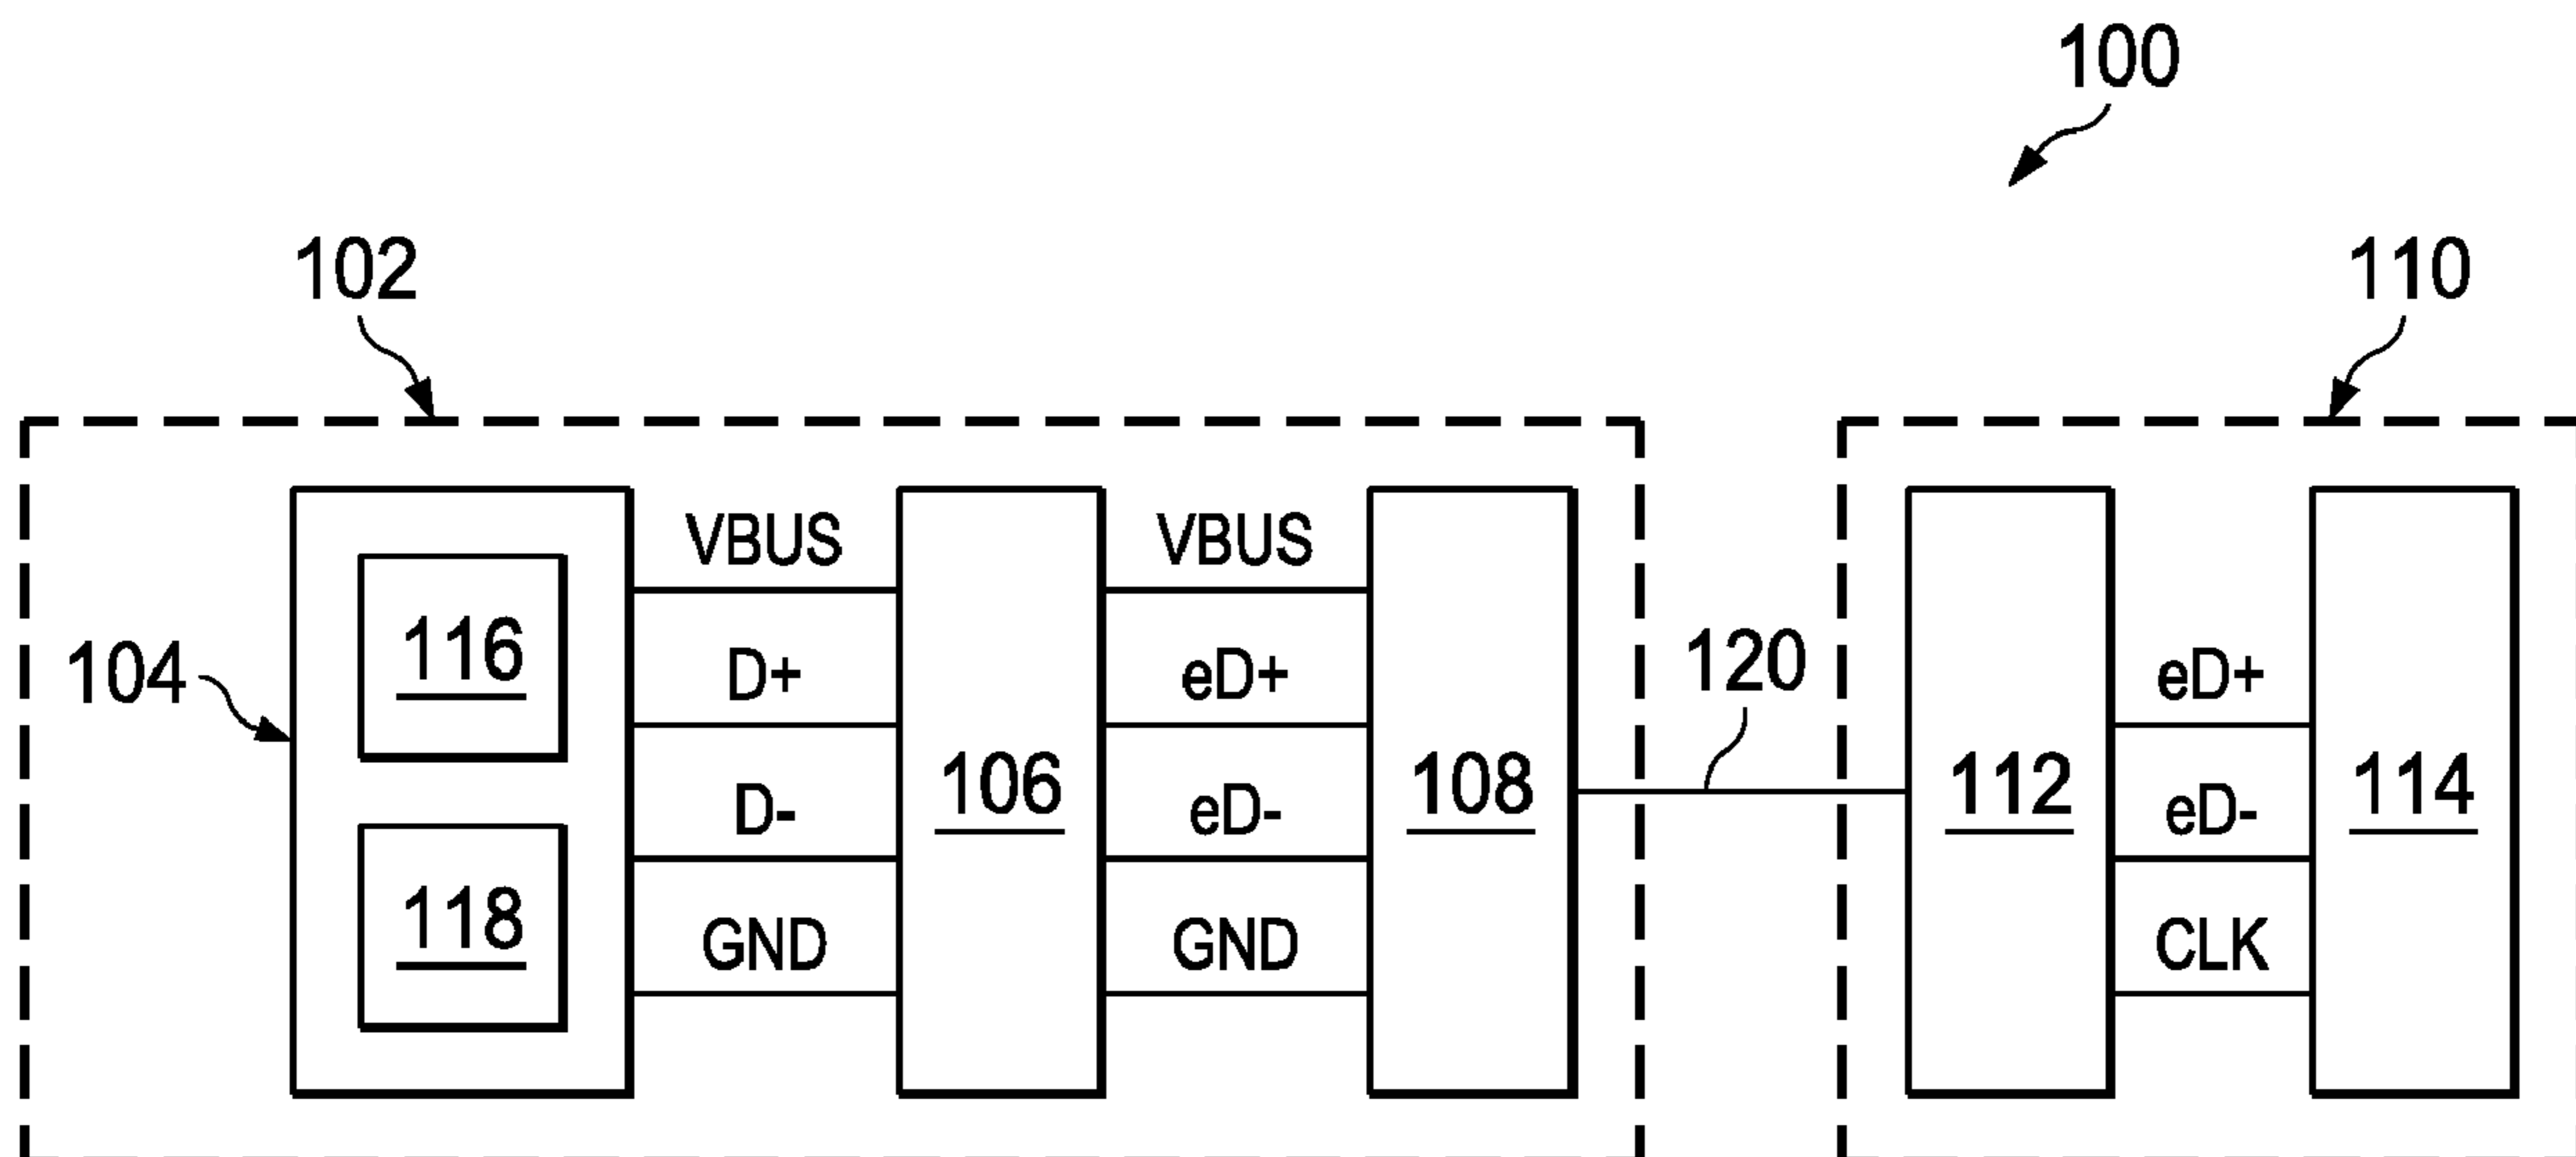 100
102
110
VBUS
VBUS
116
104
D+
eD+
120
eD+
D-
106
eD-
108
112
eD-
114
118
GND
GND
CLK